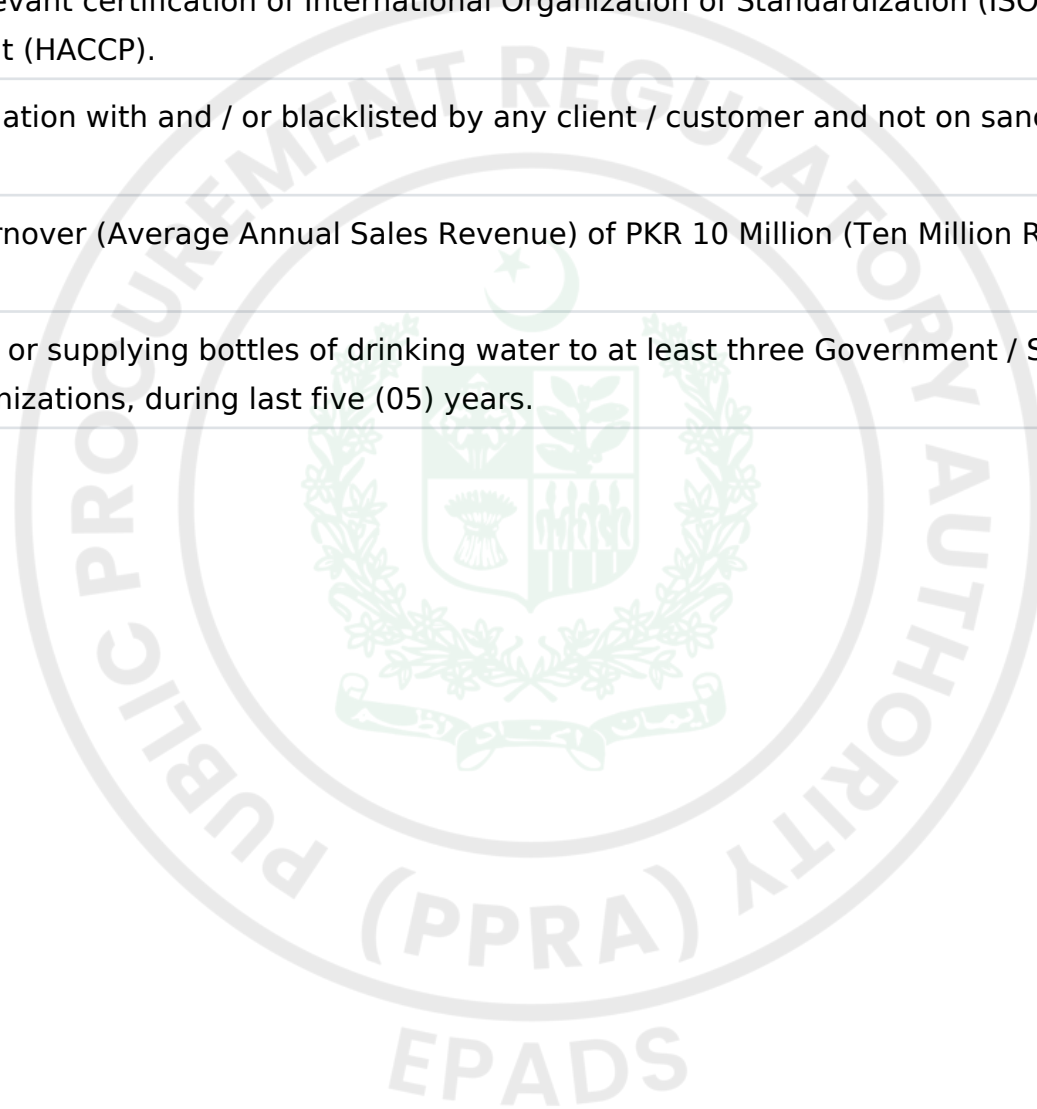 evant certification of International Organization of Standardization (ISO
t (HACCP).
ation with and / or blacklisted by any client / customer and not on sanc
rnover (Average Annual Sales Revenue) of PKR 10 Million (Ten Million R
or supplying bottles of drinking water to at least three Government / S
nizations, during last five (05) years.
PUBLIC PROCUREMENT REGULATORY AUTHORITY
(PPRA)
EPADS